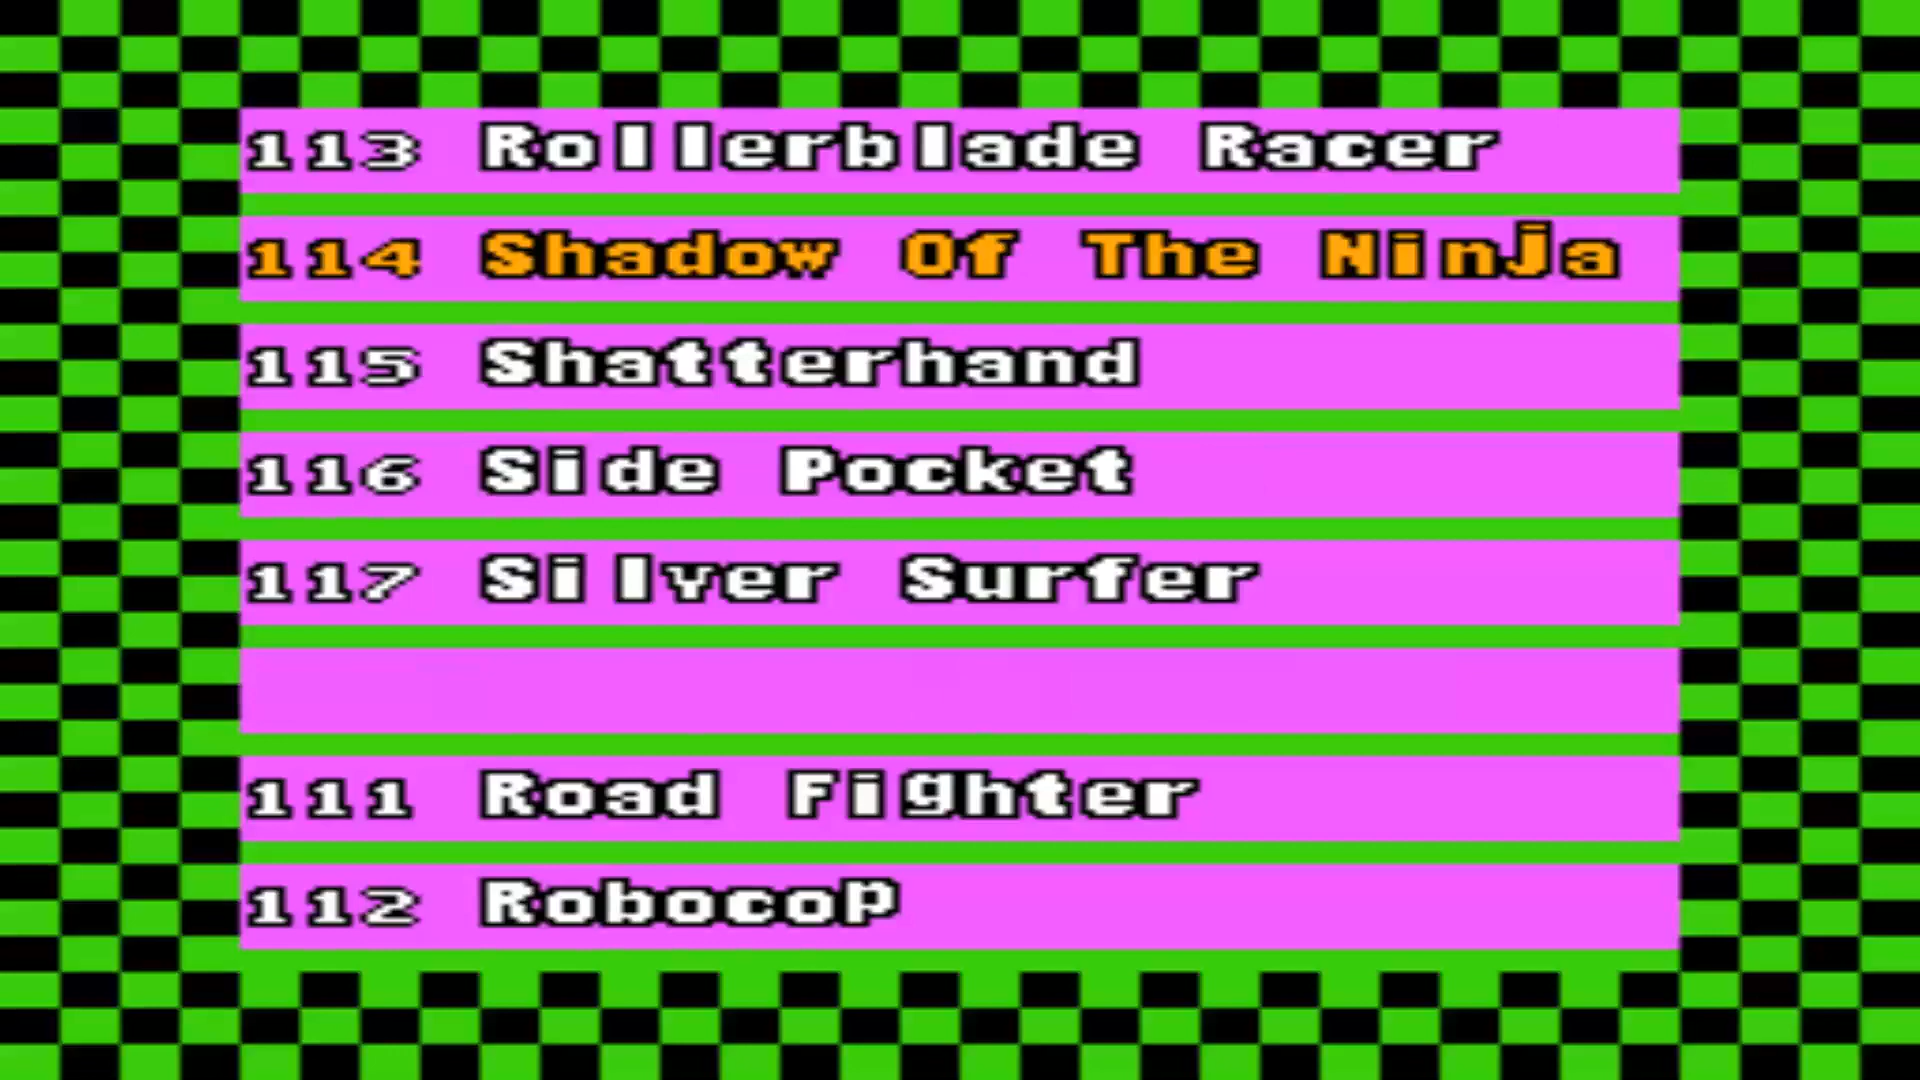 113 Rollerblade Racer
114 Shadow Of The Ninja
115 Shatterhand
116 Side Pocket
117 Silver Surfer
111 Road Fighter
112 Robocop